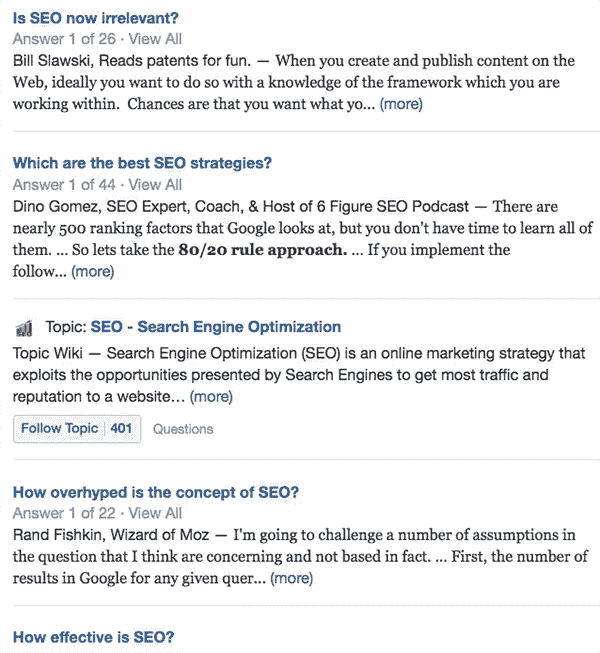 Is SEO now irrelevant?
Answer 1 of 26 · View All
Bill Slawski, Reads patents for fun. — When you create and publish content on the
Web, ideally you want to do so with a knowledge of the framework which you are
working within.  Chances are that you want what yo... (more)
Which are the best SEO strategies?
Answer 1 of 44 · View All
Dino Gomez, SEO Expert, Coach, & Host of 6 Figure SEO Podcast — There are
nearly 500 ranking factors that Google looks at, but you don't have time to learn all of
them. ... So lets take the 80/20 rule approach. ... If you implement the
follow... (more)
Topic: SEO - Search Engine Optimization
Topic Wiki — Search Engine Optimization (SEO) is an online marketing strategy that
exploits the opportunities presented by Search Engines to get most traffic and
reputation to a website... (more)
Follow Topic 401 Questions
How overhyped is the concept of SEO?
Answer 1 of 22 · View All
Rand Fishkin, Wizard of Moz — I'm going to challenge a number of assumptions in
the question that I think are concerning and not based in fact. ... First, the number of
results in Google for any given quer... (more)
How effective is SEO?